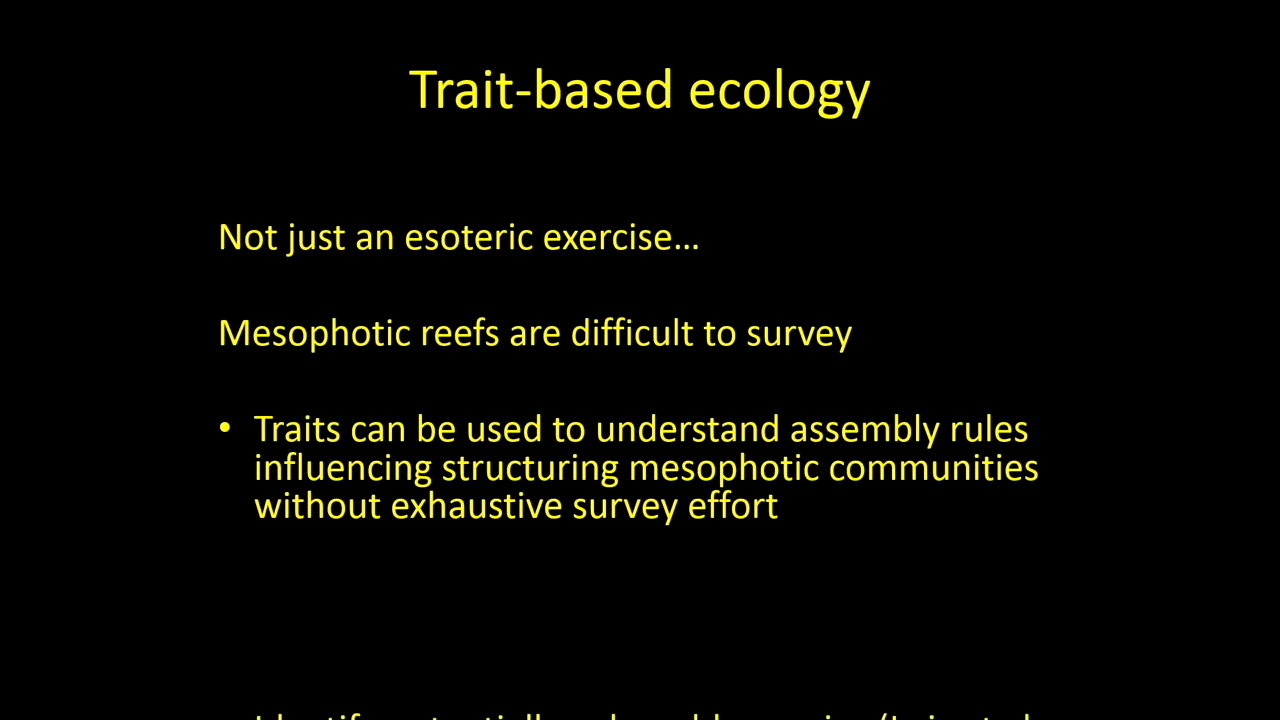 Trait-based ecology
Not just an esoteric exercise…
Mesophotic reefs are difficult to survey
• Traits can be used to understand assembly rules
influencing structuring mesophotic communities
without exhaustive survey effort